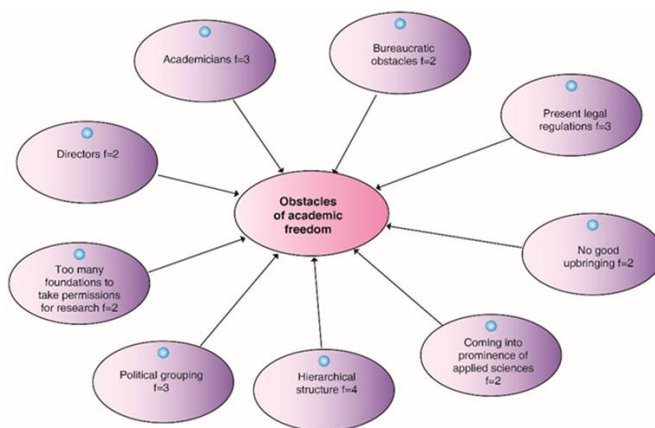 Academicians f=3
Bureaucratic
obstacles f=2
Present legal
regulations f=3
Directors f=2
Obstacles
of academic
freedom
No good
upbringing f=2
Too many
foundations to
take permissions
for research f=2
Coming into
prominence of
applied sciences
f=2
Political grouping
f=3
Hierarchical
structure f=4